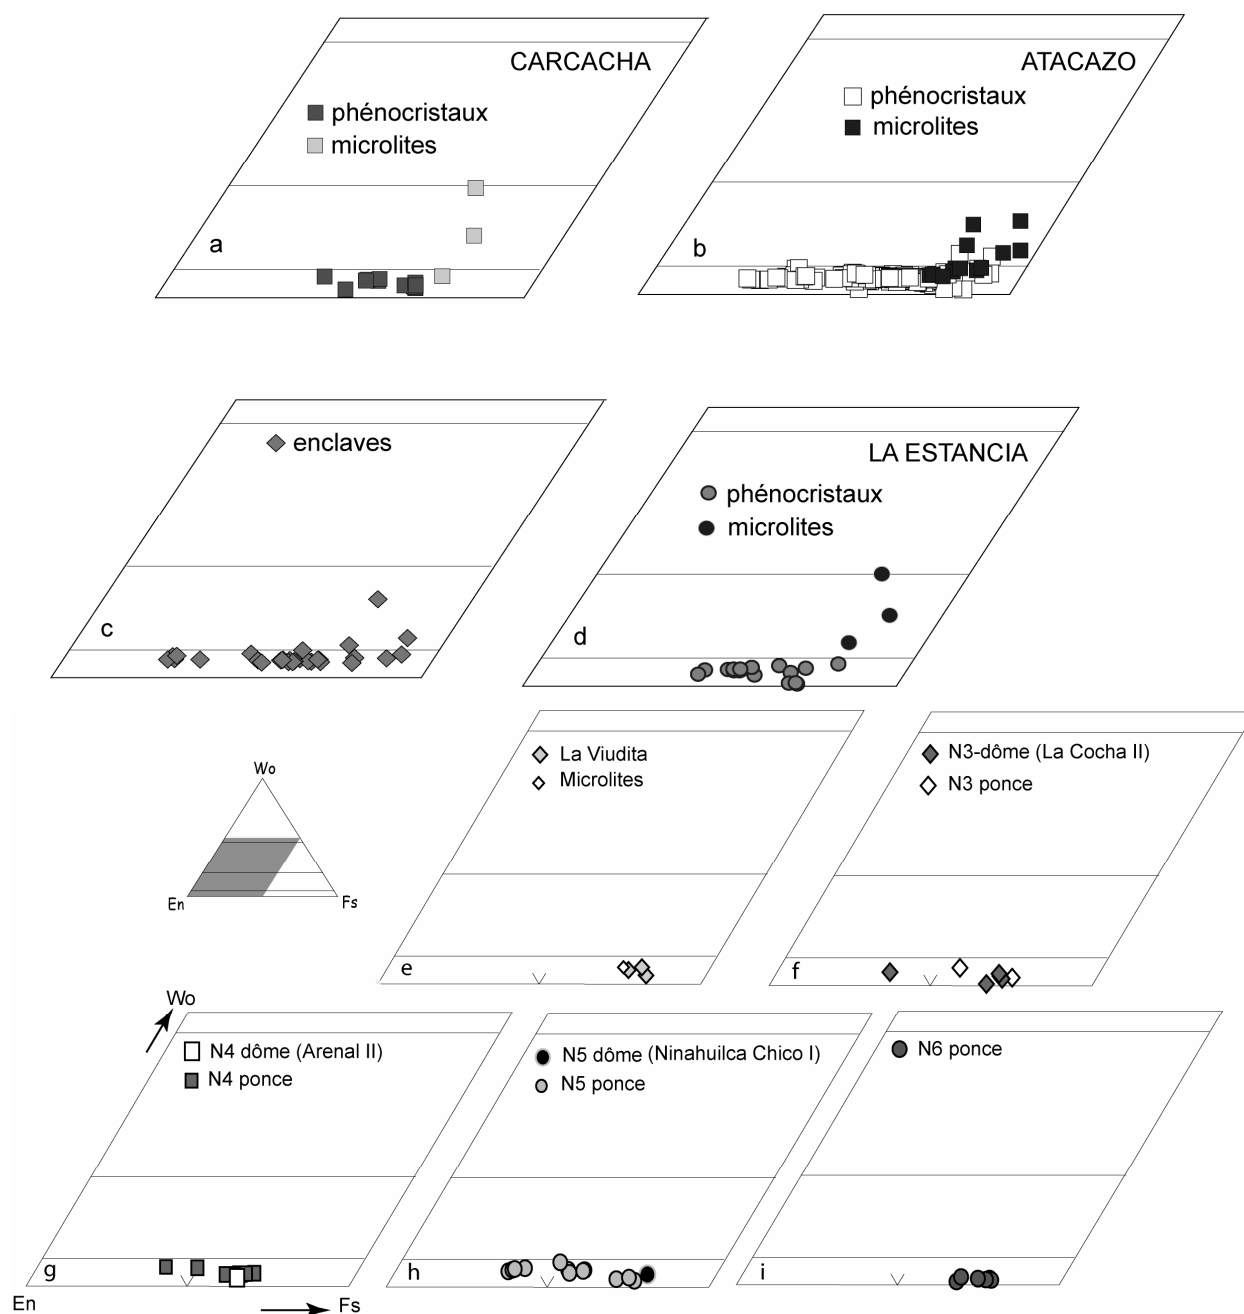 CARCACHA
phénocristaux
microlites
a
ATACAZO
phénocristaux
microlites
b
enclaves
c
LA ESTANCIA
phénocristaux
microlites
d
Wo
En
Fs
La Viudita
Microlites
e
N3-dôme (La Cocha II)
N3 ponce
f
Wo
N4 dôme (Arenal II)
N4 ponce
g
En
Fs
N5 dôme (Ninahuilca Chico I)
N5 ponce
h
N6 ponce
i